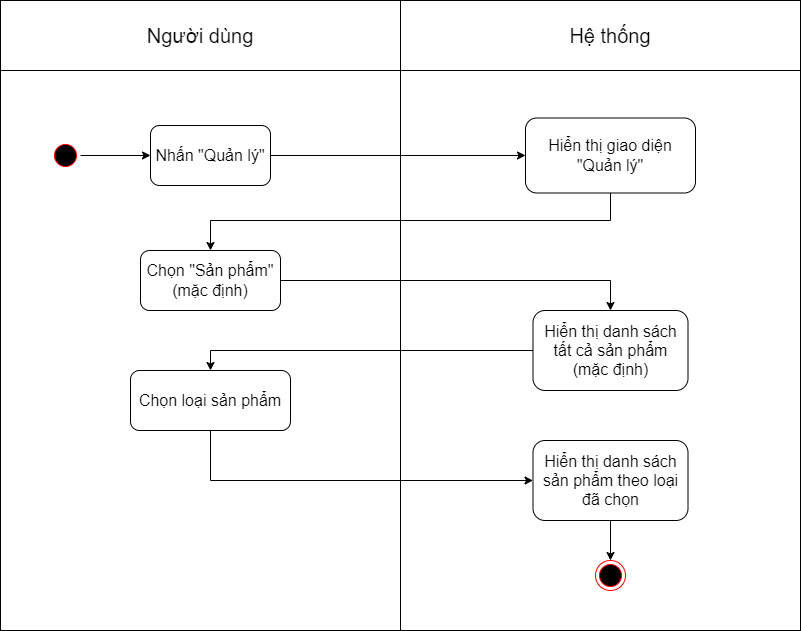 Người dùng
Hệ thống
Nhấn "Quản lý"
Hiển thị giao diện
"Quản lý"
Chọn "Sản phẩm"
(mặc định)
Hiển thị danh sách
tất cả sản phẩm
(mặc định)
Chọn loại sản phẩm
Hiển thị danh sách
sản phẩm theo loại
đã chọn